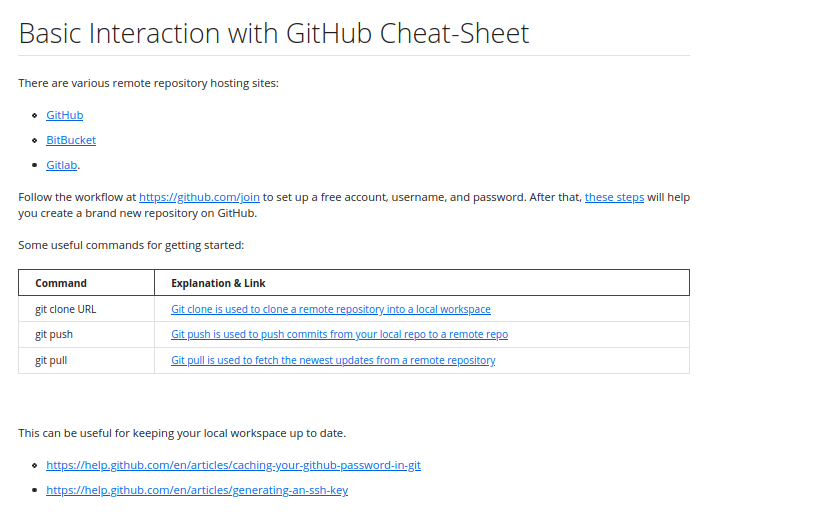 Basic Interaction with GitHub Cheat-Sheet
There are various remote repository hosting sites:
GitHub
BitBucket
Gitlab.
Follow the workflow at https://github.com/join to set up a free account, username, and password. After that, these steps will help
you create a brand new repository on GitHub.
Some useful commands for getting started:
Command Explanation & Link
git clone URL Git clone is used to clone a remote repository into a local workspace
git push Git push is used to push commits from your local repo to a remote repo
git pull Git pull is used to fetch the newest updates from a remote repository
This can be useful for keeping your local workspace up to date.
https://help.github.com/en/articles/caching-your-github-password-in-git
https://help.github.com/en/articles/generating-an-ssh-key